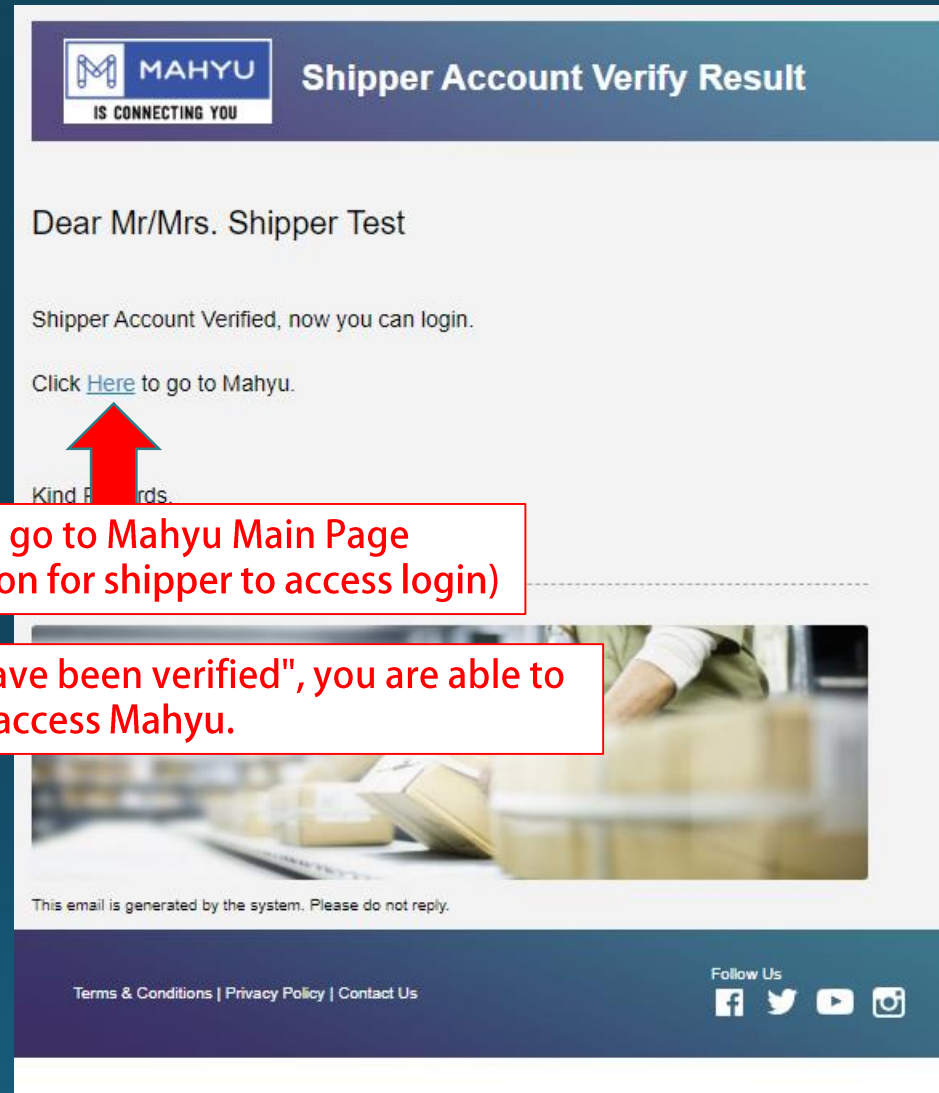 MAHYU
IS CONNECTING YOU
Shipper Account Verify Result
Dear Mr/Mrs. Shipper Test
Shipper Account Verified, now you can login.
Click Here to go to Mahyu.
Kind
go to Mahyu Main Page
for shipper to access login)
been verified", you are able to
access Mahyu.
This email is generated by the system. Please do not reply.
Terms & Conditions | Privacy Policy | Contact Us
Follow Us